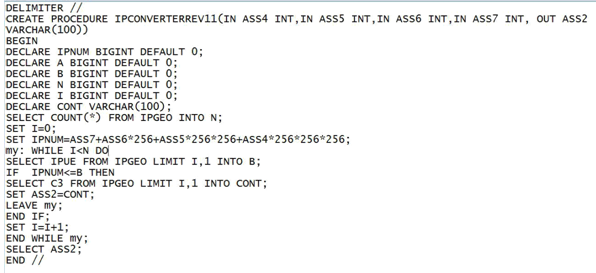 DELIMITER //
CREATE PROCEDURE IPCONVERTERREV11(IN ASS4 INT,IN ASS5 INT,IN ASS6 INT,IN ASS7 INT, OUT ASS2
VARCHAR(100))
BEGIN
DECLARE IPNUM BIGINT DEFAULT 0;
DECLARE A BIGINT DEFAULT 0;
DECLARE B BIGINT DEFAULT 0;
DECLARE N BIGINT DEFAULT 0;
DECLARE I BIGINT DEFAULT 0;
DECLARE CONT VARCHAR(100);
SELECT COUNT(*) FROM IPGEO INTO N;
SET I=0;
SET IPNUM=ASS7+ASS6*256+ASS5*256*256+ASS4*256*256*256;
my: WHILE I<N DO
SELECT IPUE FROM IPGEO LIMIT I,1 INTO B;
IF  IPNUM<=B THEN
SELECT C3 FROM IPGEO LIMIT I,1 INTO CONT;
SET ASS2=CONT;
LEAVE my;
END IF;
SET I=I+1;
END WHILE my;
SELECT ASS2;
END //